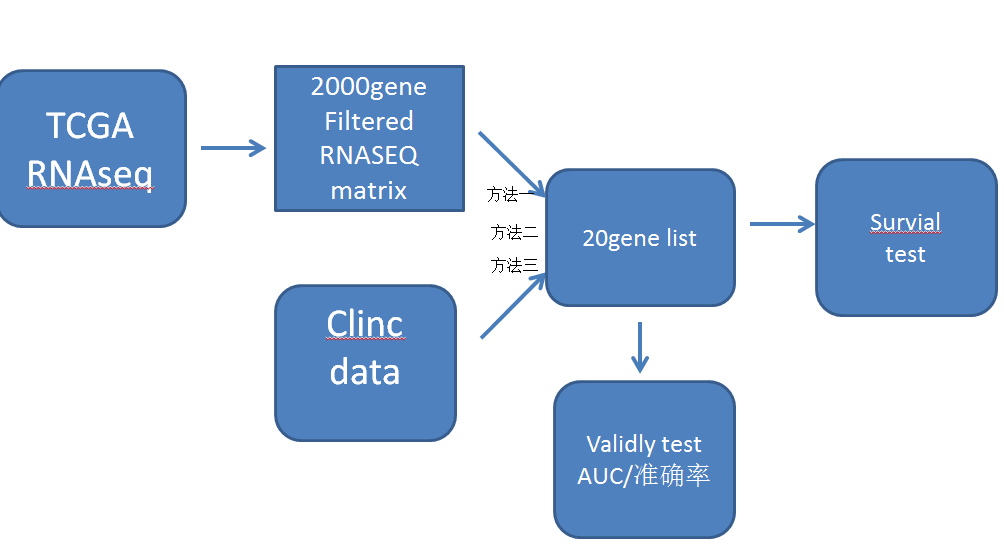 TCGA
RNAseq
2000gene
Filtered
RNASEQ
matrix
Clinc
data
方法一
方法二
方法三
20gene list
Survial
test
Validly test
AUC/准确率